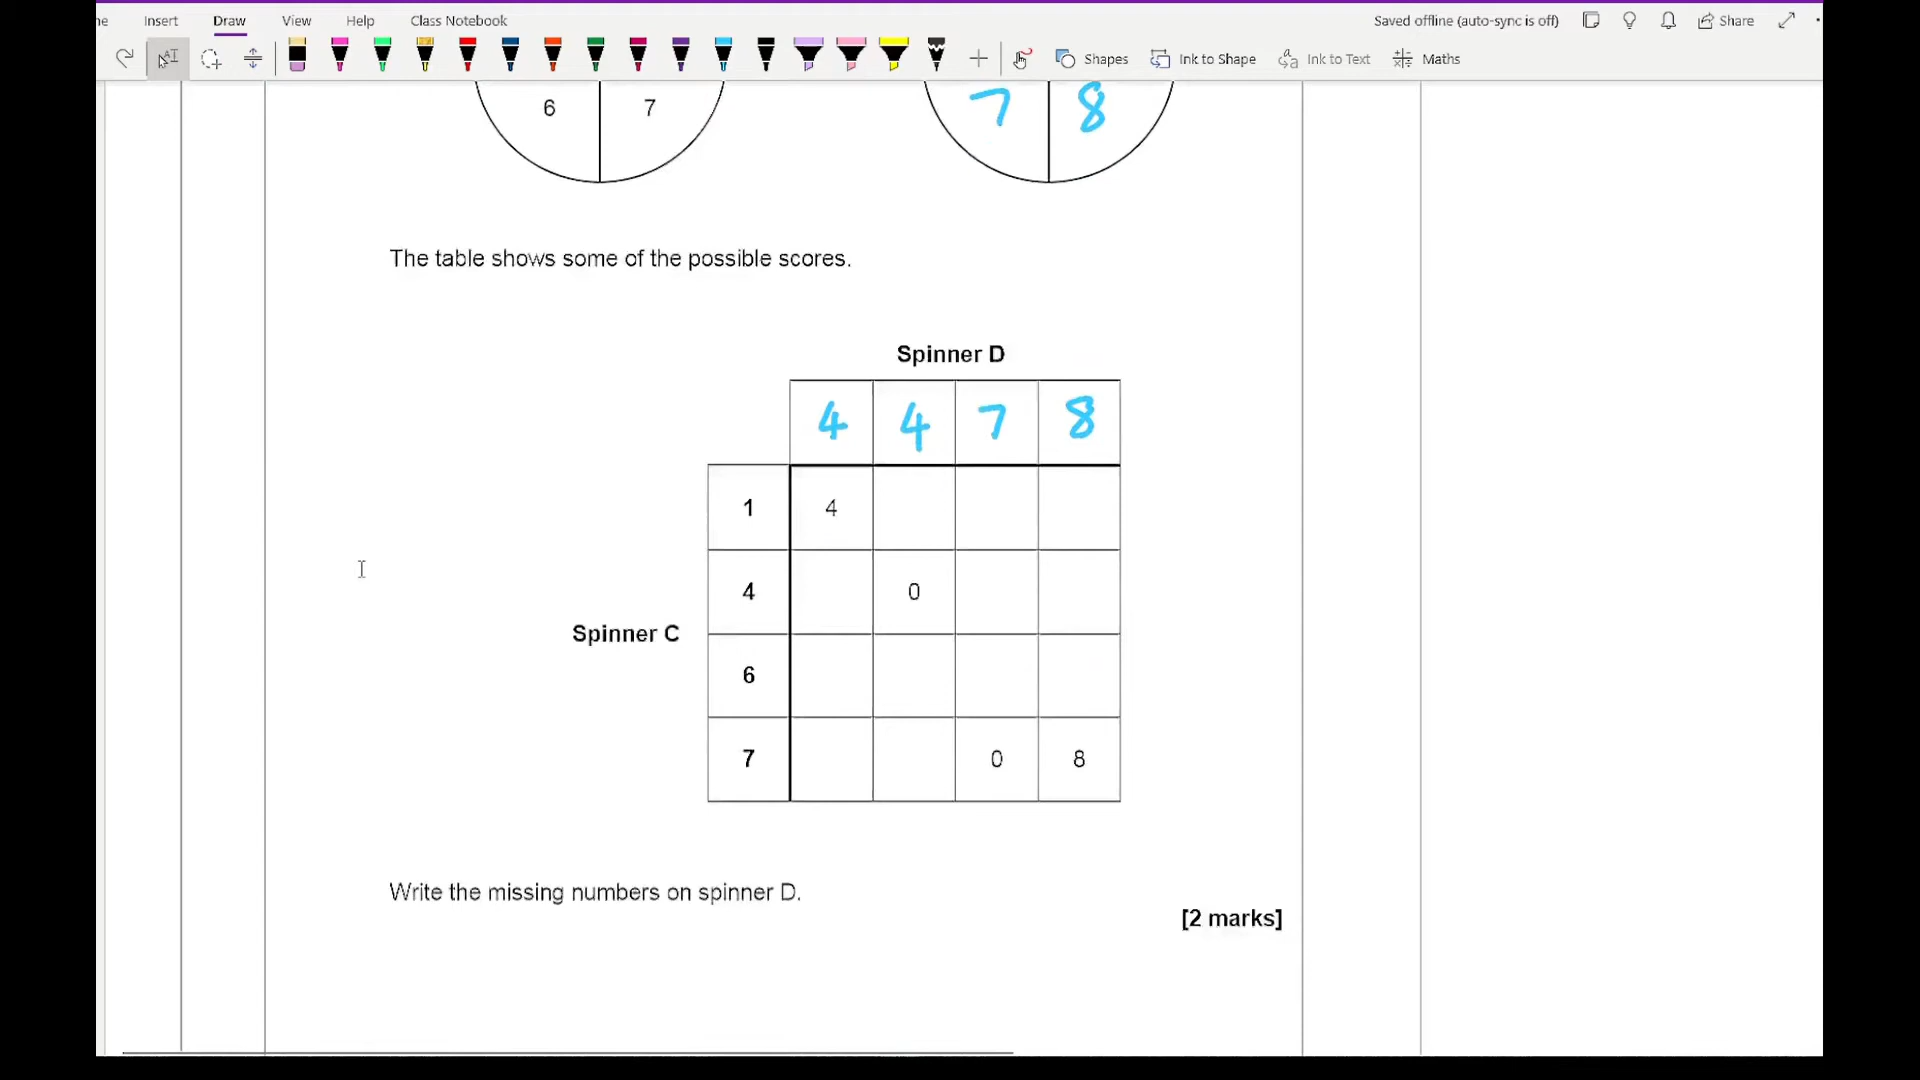 ne Insert Draw View Help Class Notebook Saved offline (auto-sync is off) Share
Shapes Ink to Shape Ink to Text Maths
6 7 7 8
The table shows some of the possible scores.
Spinner D
4 4 7 8
1 4
4 0
Spinner C
6
7 0 8
Write the missing numbers on spinner D.
[2 marks]